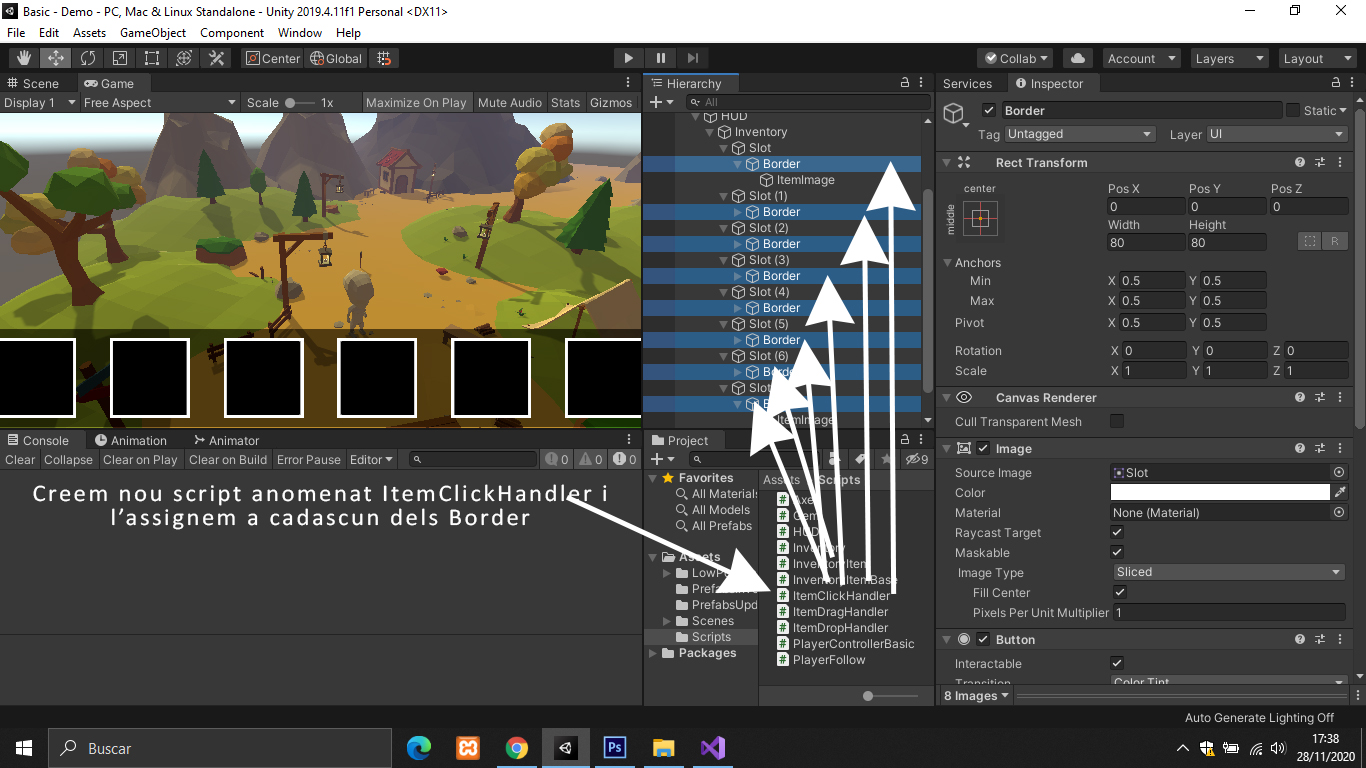 Basic - Demo - PC, Mac & Linux Standalone - Unity 2019.4.11f1 Personal <DX11>
File Edit Assets GameObject Component Window Help
Center Global Collab Account Layers Layout
Scene Game
Display 1 Free Aspect Scale 1x Maximize On Play Mute Audio Stats Gizmos
Hierarchy
All
HUD
Inventory
Slot
Border
ItemImage
Slot (1)
Border
Slot (2)
Border
Slot (3)
Border
Slot (4)
Border
Slot (5)
Border
Slot (6)
Border
Slot
ItemImage
Services Inspector
Border Static
Tag Untagged Layer UI
Rect Transform
center
middle
Pos X Pos Y Pos Z
0 0 0
Width Height
80 80
R
Anchors
Min X 0.5 Y 0.5
Max X 0.5 Y 0.5
Pivot X 0.5 Y 0.5
Rotation X 0 Y 0 Z 0
Scale X 1 Y 1 Z 1
Canvas Renderer
Cull Transparent Mesh
Image
Source Image Slot
Color
Material None (Material)
Raycast Target
Maskable
Image Type Sliced
Fill Center
Pixels Per Unit Multiplier 1
Button
Interactable
Transition Color Tint
8 Images
Console Animation Animator
Clear Collapse Clear on Play Clear on Build Error Pause Editor 0 0 0
Creem nou script anomenat ItemClickHandler i
l’assignem a cadascun dels Border
Project
9
Favorites
All Materials
All Models
All Prefabs
Assets
Scenes
Scripts
Packages
Assets Scripts
HUD
Inventory
InventoryItem
InventoryItemBase
ItemClickHandler
ItemDragHandler
ItemDropHandler
PlayerControllerBasic
PlayerFollow
Auto Generate Lighting Off
Buscar
Ps
17:38
28/11/2020